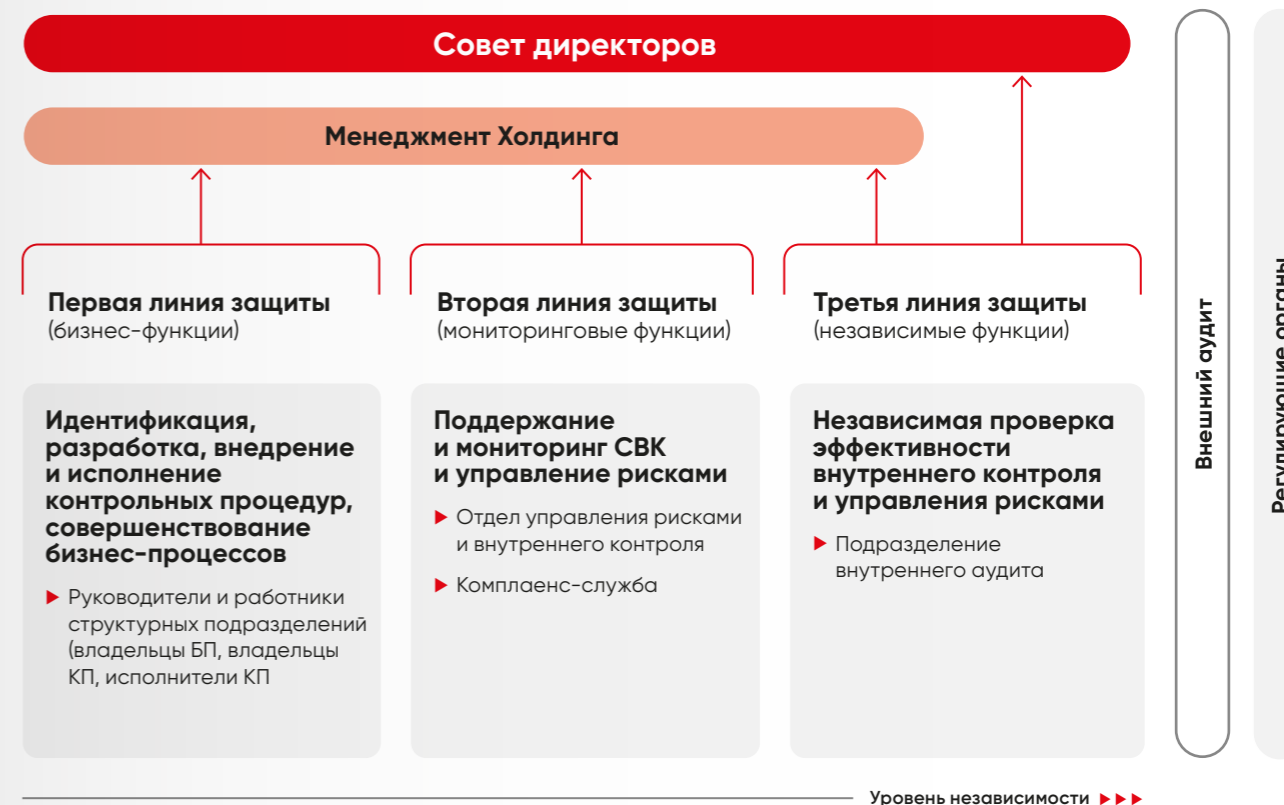 Совет директоров
Менеджмент Холдинга
Первая линия защиты
(бизнес-функции)
Идентификация,
разработка, внедрение
и исполнение
контрольных процедур,
совершенствование
бизнес-процессов
Руководители и работники
структурных подразделений
(владельцы БП, владельцы
КП, исполнители КП
Вторая линия защиты
(мониторинговые функции)
Поддержание
и мониторинг СВК
и управление рисками
Отдел управления рисками
и внутреннего контроля
Комплаенс-служба
Третья линия защиты
(независимые функции)
Независимая проверка
эффективности
внутреннего контроля
и управления рисками
Подразделение
внутреннего аудита
Внешний аудит
Регулирующие органы
Уровень независимости